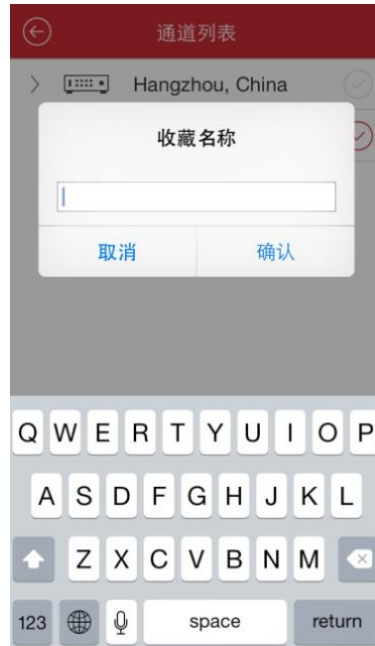 通道列表
Hangzhou, China
收藏名称
取消 确认
Q W E R T Y U I O P
A S D F G H J K L
Z X C V B N M
123 space return